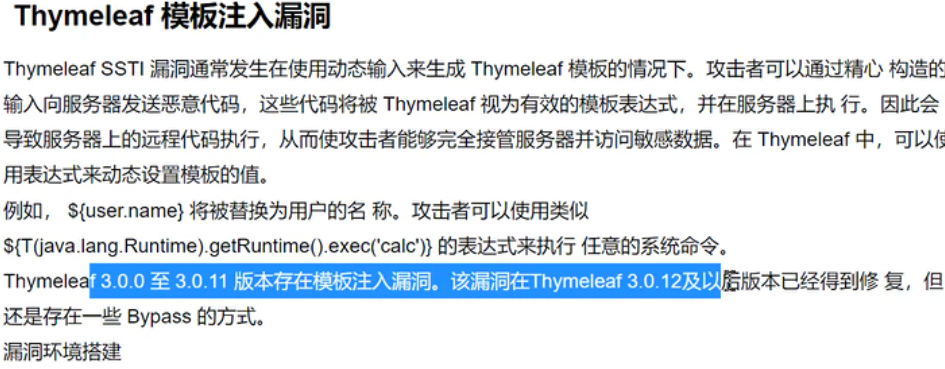 Thymeleaf 模板注入漏洞
Thymeleaf SSTI 漏洞通常发生在使用动态输入来生成 Thymeleaf 模板的情况下。攻击者可以通过精心 构造的
输入向服务器发送恶意代码，这些代码将被 Thymeleaf 视为有效的模板表达式，并在服务器上执 行。因此会
导致服务器上的远程代码执行，从而使攻击者能够完全接管服务器并访问敏感数据。在 Thymeleaf 中，可以使
用表达式来动态设置模板的值。
例如， ${user.name} 将被替换为用户的名 称。攻击者可以使用类似
${T(java.lang.Runtime).getRuntime().exec('calc')} 的表达式来执行 任意的系统命令。
Thymeleaf 3.0.0 至 3.0.11 版本存在模板注入漏洞。该漏洞在Thymeleaf 3.0.12及以后版本已经得到修 复，但
还是存在一些 Bypass 的方式。
漏洞环境搭建